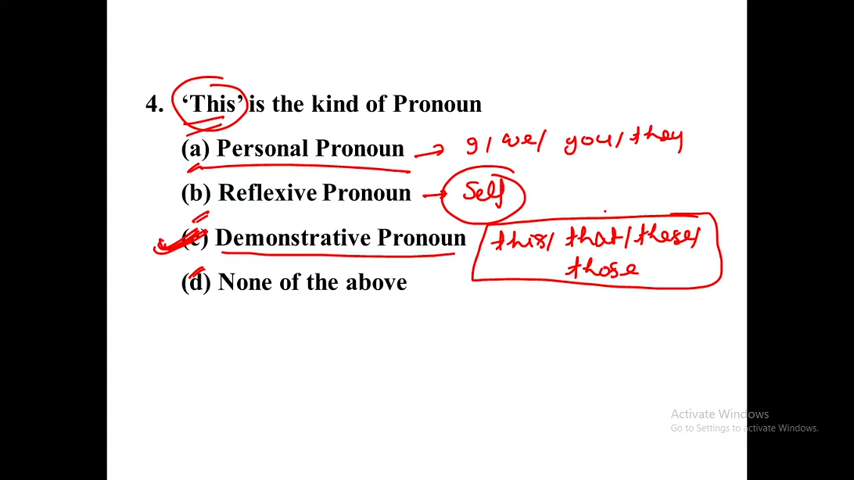 4. 'This' is the kind of Pronoun
(a) Personal Pronoun → I/ we/ you/ they
(b) Reflexive Pronoun → Self
(c) Demonstrative Pronoun this/ that/ these/
those
(d) None of the above
Activate Windows
Go to Settings to activate Windows.